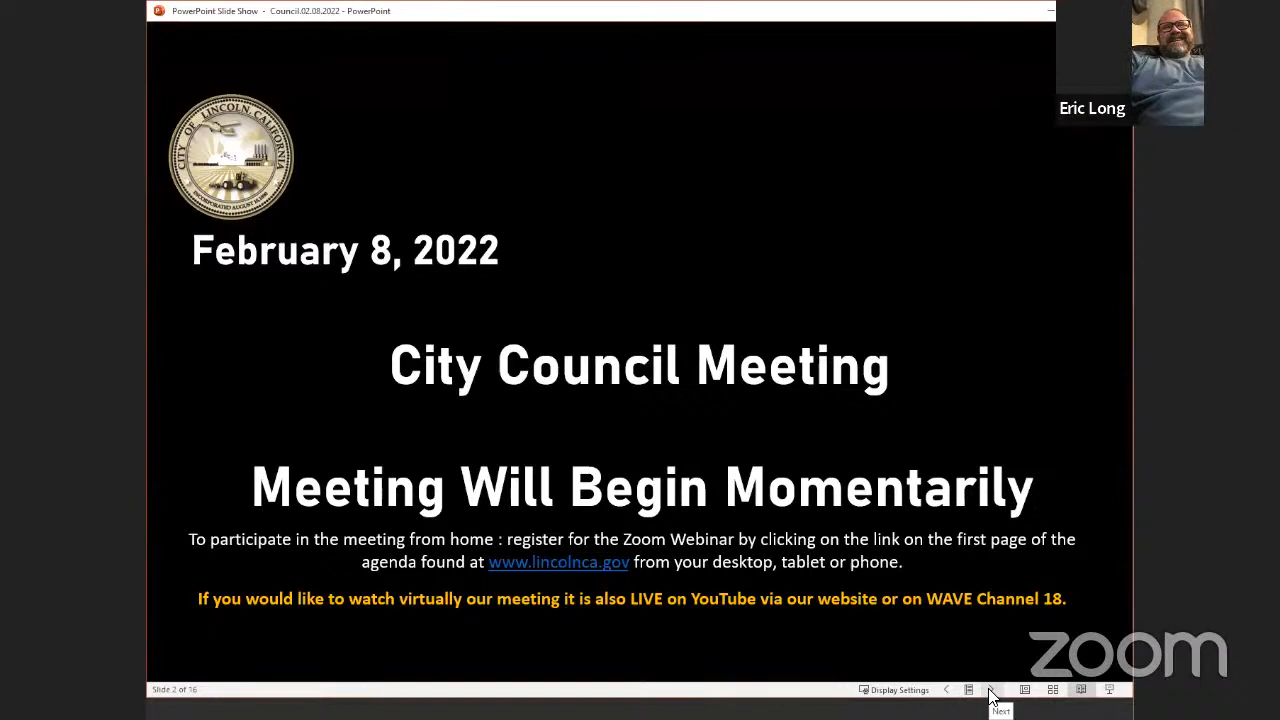 PowerPoint Slide Show - Council.02.08.2022 - PowerPoint
Eric Long
CITY OF LINCOLN, CALIFORNIA
February 8, 2022
City Council Meeting
Meeting Will Begin Momentarily
To participate in the meeting from home : register for the Zoom Webinar by clicking on the link on the first page of the
agenda found at www.lincolnca.gov from your desktop, tablet or phone.
If you would like to watch virtually our meeting it is also LIVE on YouTube via our website or on WAVE Channel 18.
zoom
Slide 2 of 16
Display Settings
Next